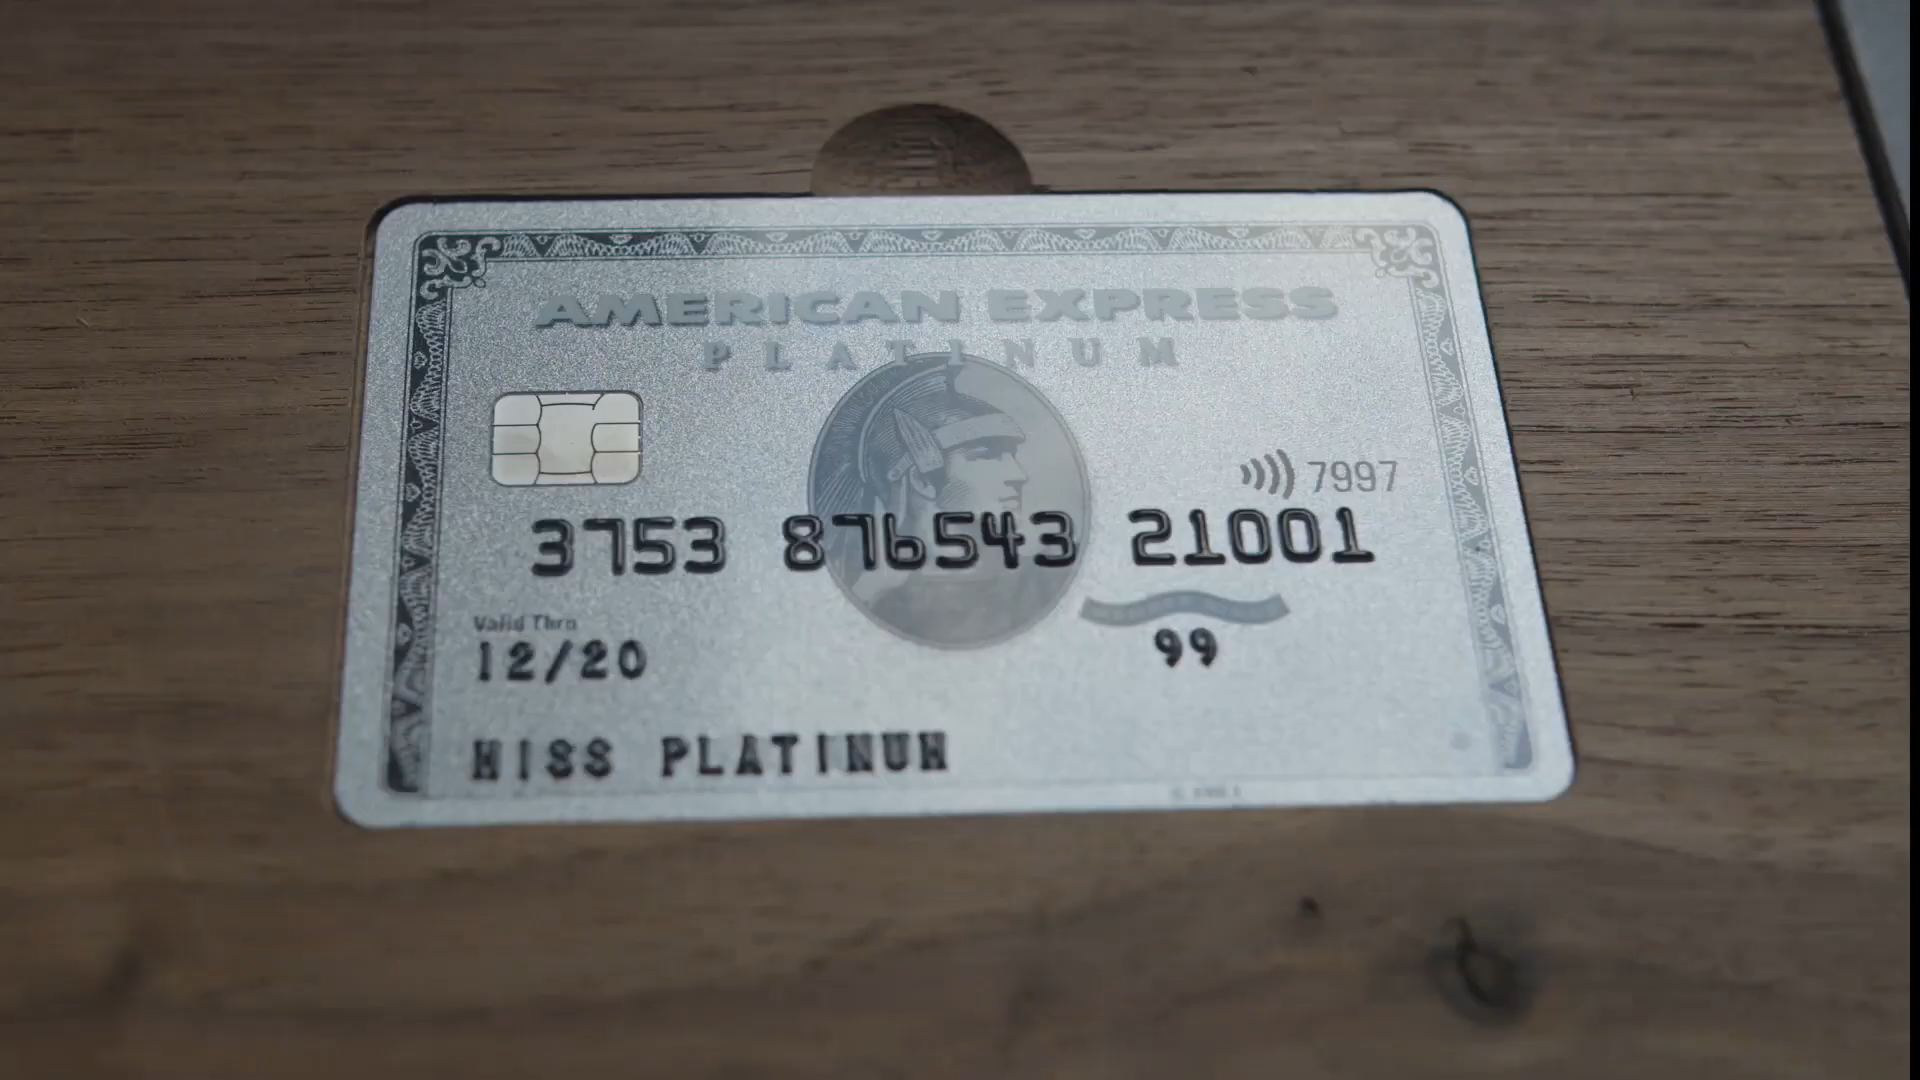 AMERICAN EXPRESS
PLATINUM
7997
3753 876543 21001
Valid Thru
12/20
99
MISS PLATINUM